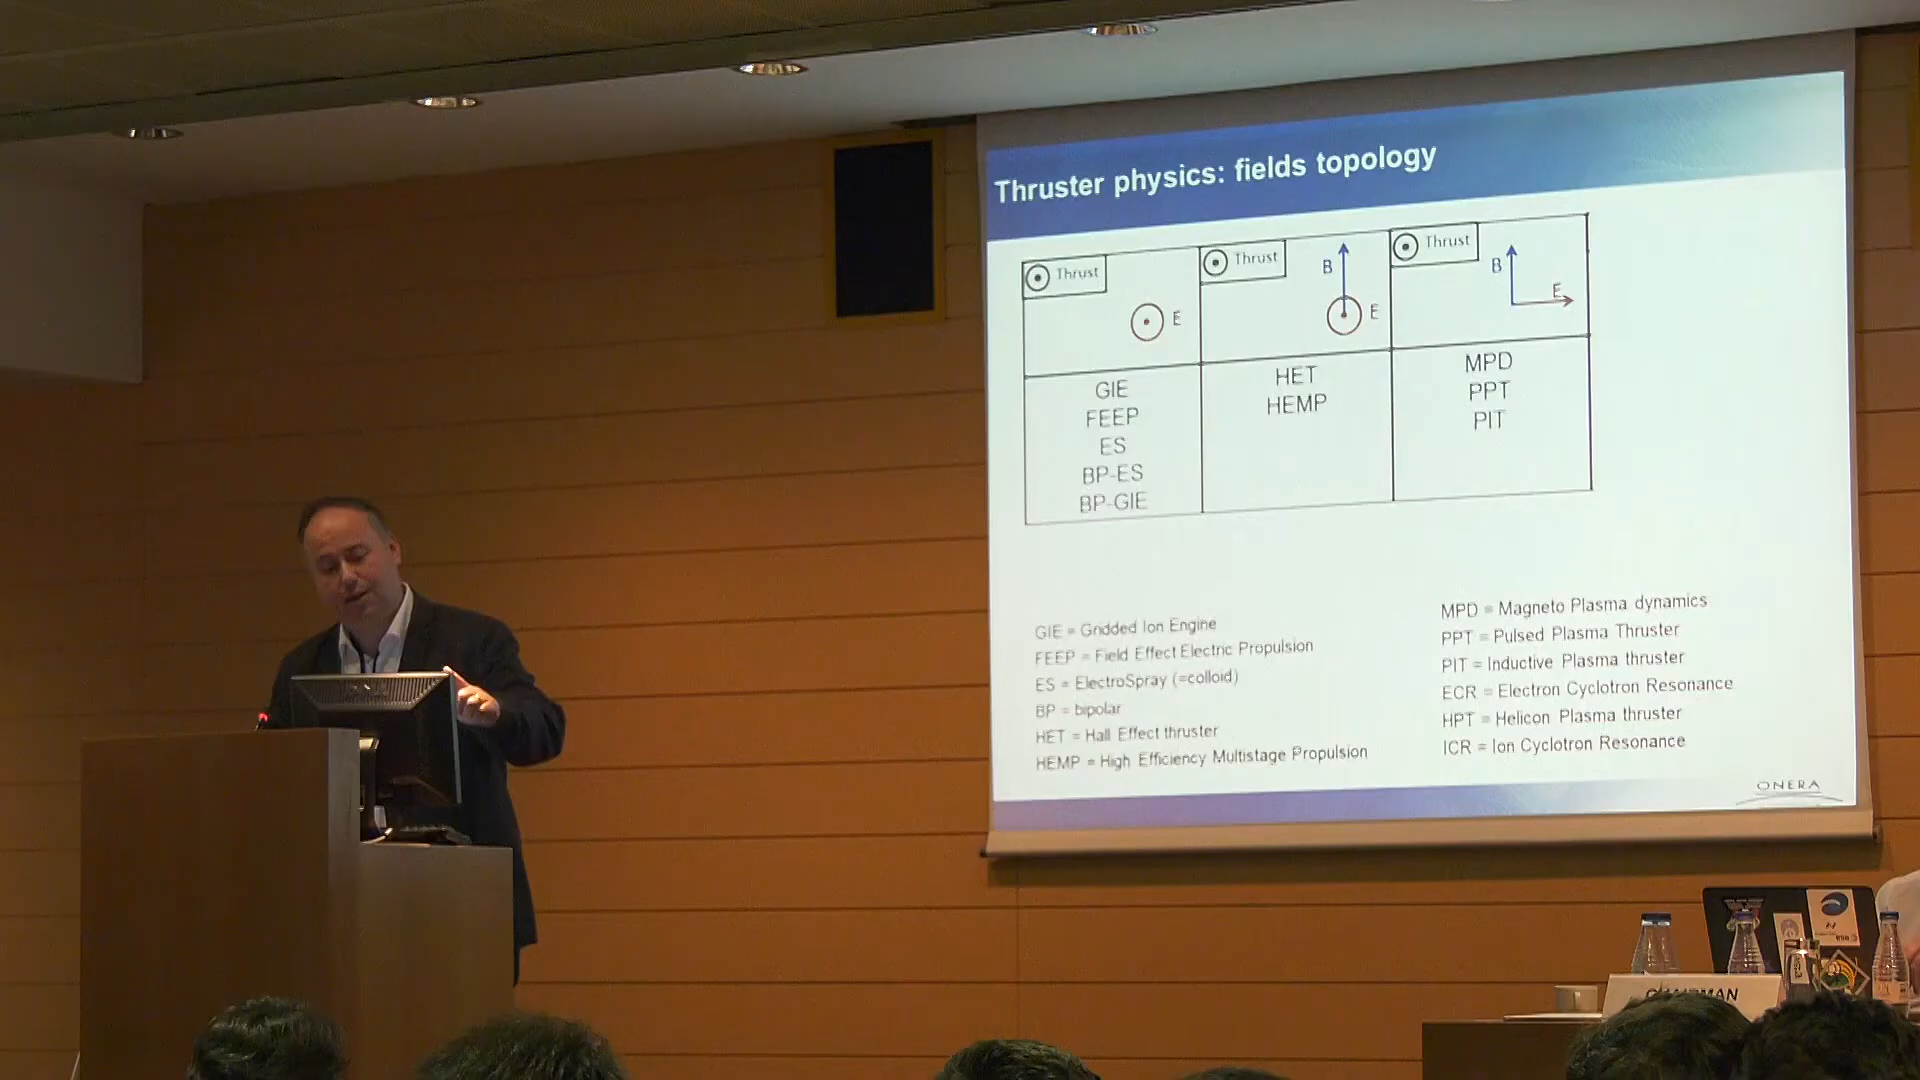 Thruster physics: fields topology
Thrust
E
Thrust
B
E
Thrust
B
E
GIE
FEEP
ES
BP-ES
BP-GIE
HET
HEMP
MPD
PPT
PIT
GIE = Gridded Ion Engine
FEEP = Field Effect Electric Propulsion
ES = ElectroSpray (=colloid)
BP = bipolar
HET = Hall Effect thruster
HEMP = High Efficiency Multistage Propulsion
MPD = Magneto Plasma dynamics
PPT = Pulsed Plasma Thruster
PIT = Inductive Plasma thruster
ECR = Electron Cyclotron Resonance
HPT = Helicon Plasma thruster
ICR = Ion Cyclotron Resonance
ONERA
CHAIRMAN
esa